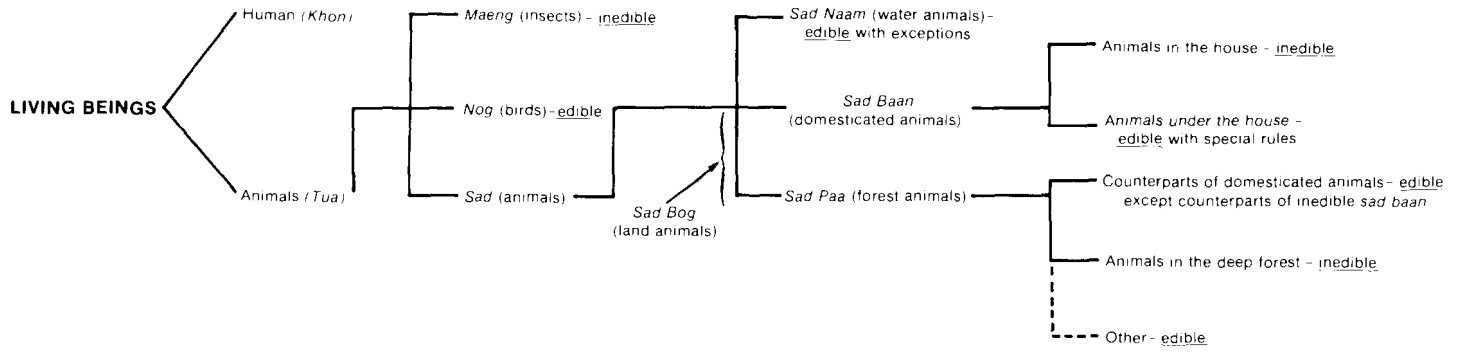 LIVING BEINGS
Human (Khon)
Animals (Tua)
Maeng (insects) – inedible
Nog (birds) – edible
Sad (animals)
Sad Bog
(land animals)
Sad Naam (water animals) –
edible with exceptions
Sad Baan
(domesticated animals)
Sad Paa (forest animals)
Animals in the house – inedible
Animals under the house –
edible with special rules
Counterparts of domesticated animals – edible
except counterparts of inedible sad baan
Animals in the deep forest – inedible
Other – edible